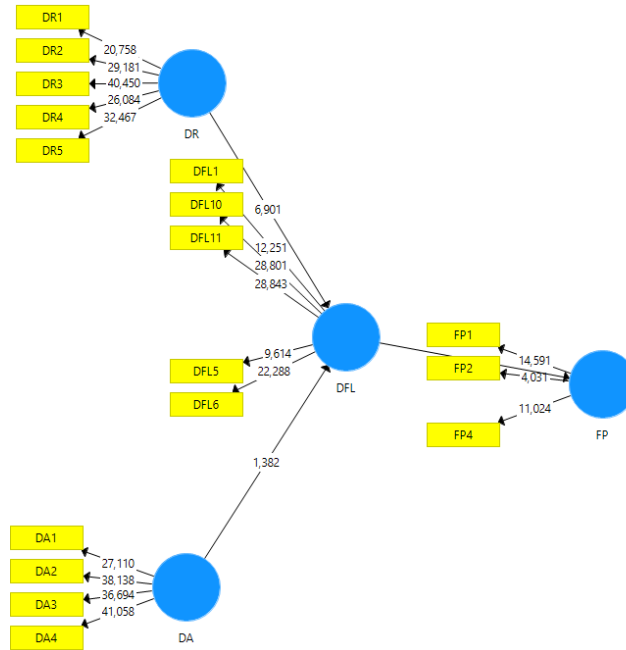 DR1
DR2
DR3
DR4
DR5
20,758
29,181
40,450
26,084
32,467
DR
DFL1
DFL10
DFL11
6,901
12,251
28,801
28,843
DFL5
DFL6
9,614
22,288
DFL
FP1
FP2
FP4
14,591
4,031
11,024
FP
1,382
DA1
DA2
DA3
DA4
27,110
38,138
36,694
41,058
DA